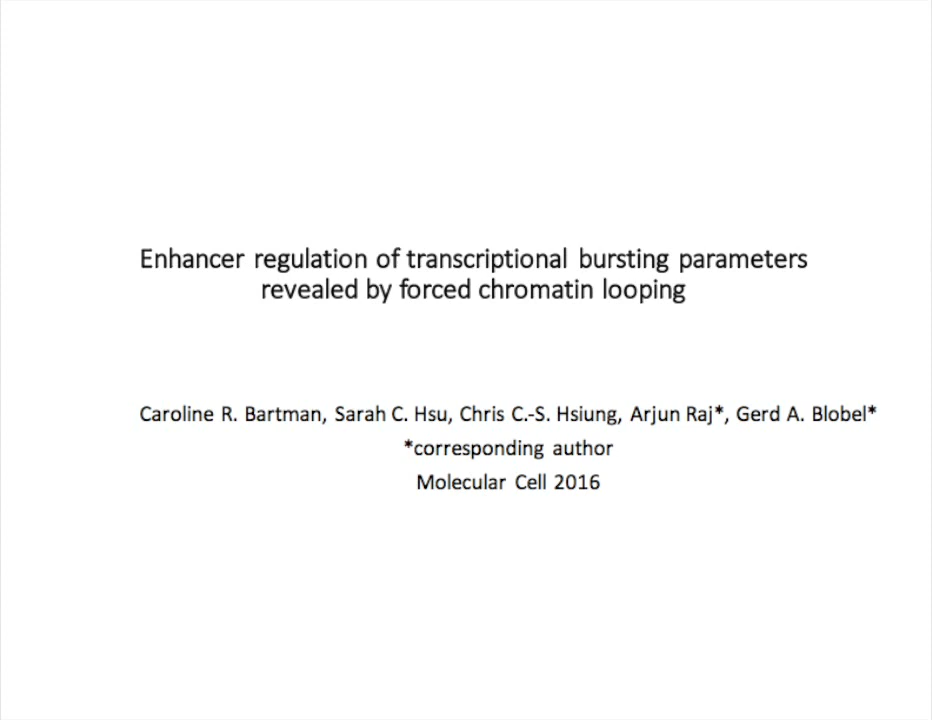 Enhancer regulation of transcriptional bursting parameters
revealed by forced chromatin looping
Caroline R. Bartman, Sarah C. Hsu, Chris C.-S. Hsiung, Arjun Raj*, Gerd A. Blobel*
*corresponding author
Molecular Cell 2016